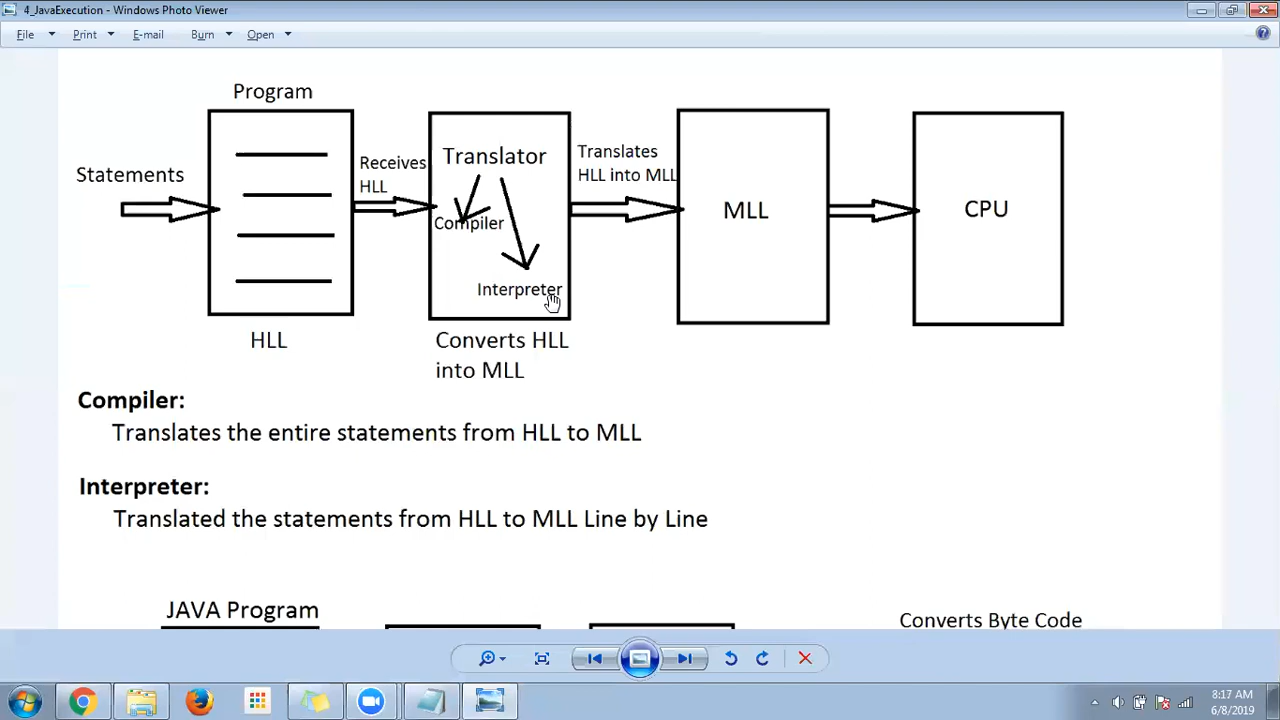 4_JavaExecution - Windows Photo Viewer
File Print E-mail Burn Open
Program
Statements
Receives
HLL
Translator
Compiler
Interpreter
Translates
HLL into MLL
MLL
CPU
HLL
Converts HLL
into MLL
Compiler:
Translates the entire statements from HLL to MLL
Interpreter:
Translated the statements from HLL to MLL Line by Line
JAVA Program
Converts Byte Code
8:17 AM
6/8/2019